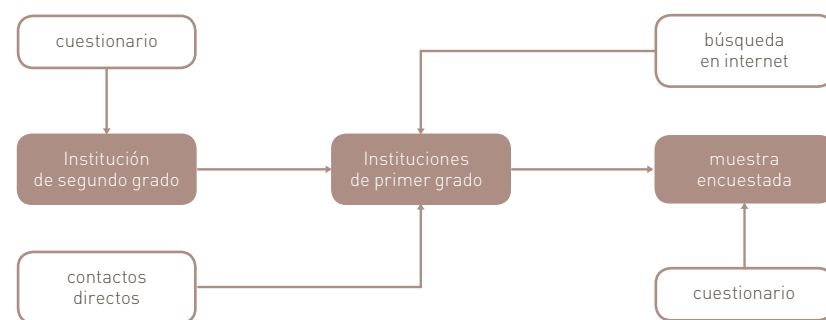 cuestionario
búsqueda
en internet
Institución
de segundo grado
Instituciones
de primer grado
muestra
encuestada
contactos
directos
cuestionario